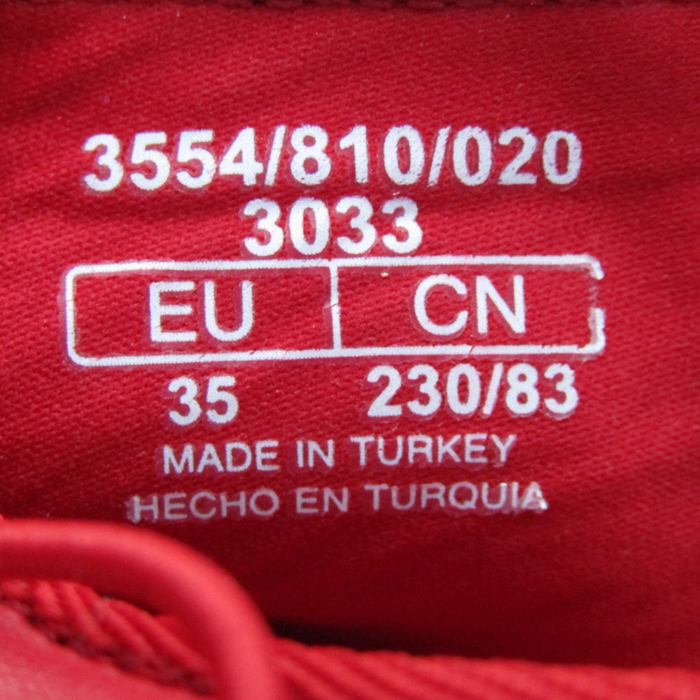 3554/810/020
3033
EU CN
35 230/83
MADE IN TURKEY
HECHO EN TURQUIA